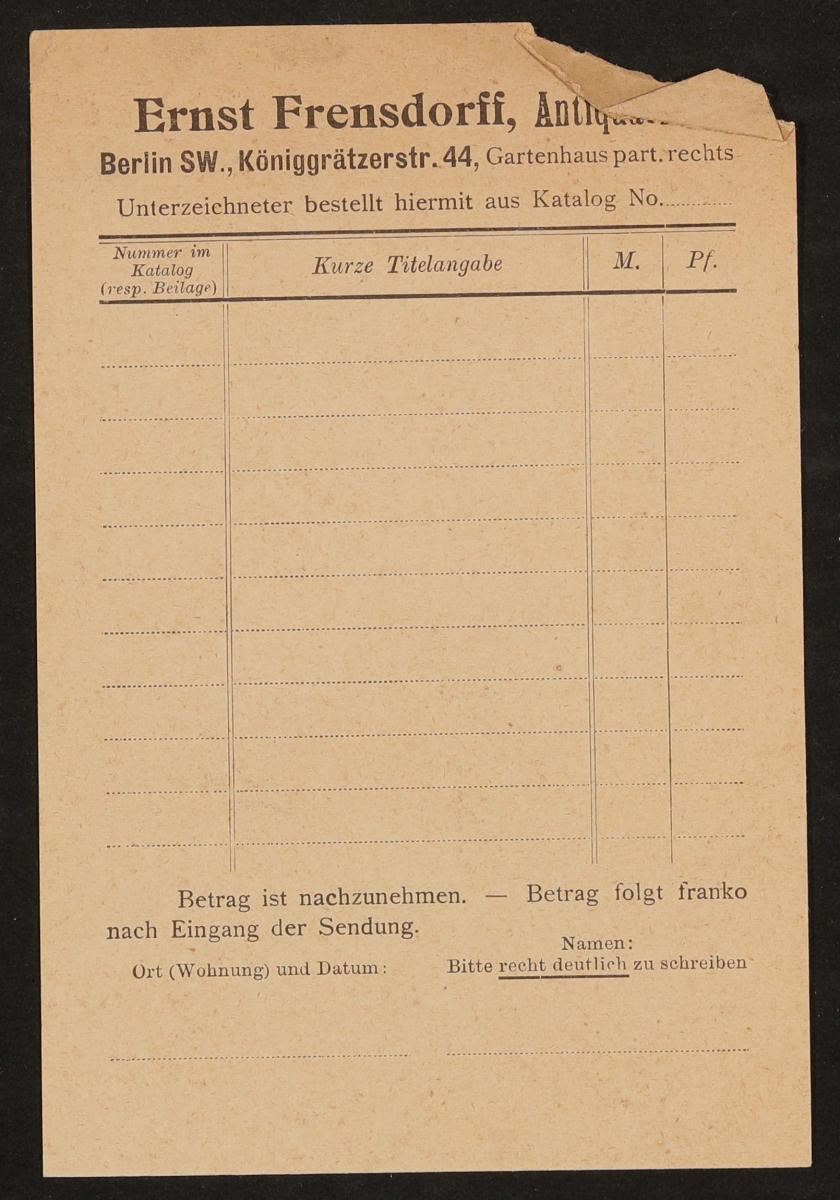 Ernst Frensdorff,
Berlin SW., Königgrätzerstr. 44, Gartenhaus part. rechts
Unterzeichneter bestellt hiermit aus Katalog No.............
Nummer im
Katalog
(resp. Beilage)
Kurze Titelangabe
M.
Pf.
Betrag ist nachzunehmen. — Betrag folgt franko
nach Eingang der Sendung.
Ort (Wohnung) und Datum:
Namen:
Bitte recht deutlich zu schreiben